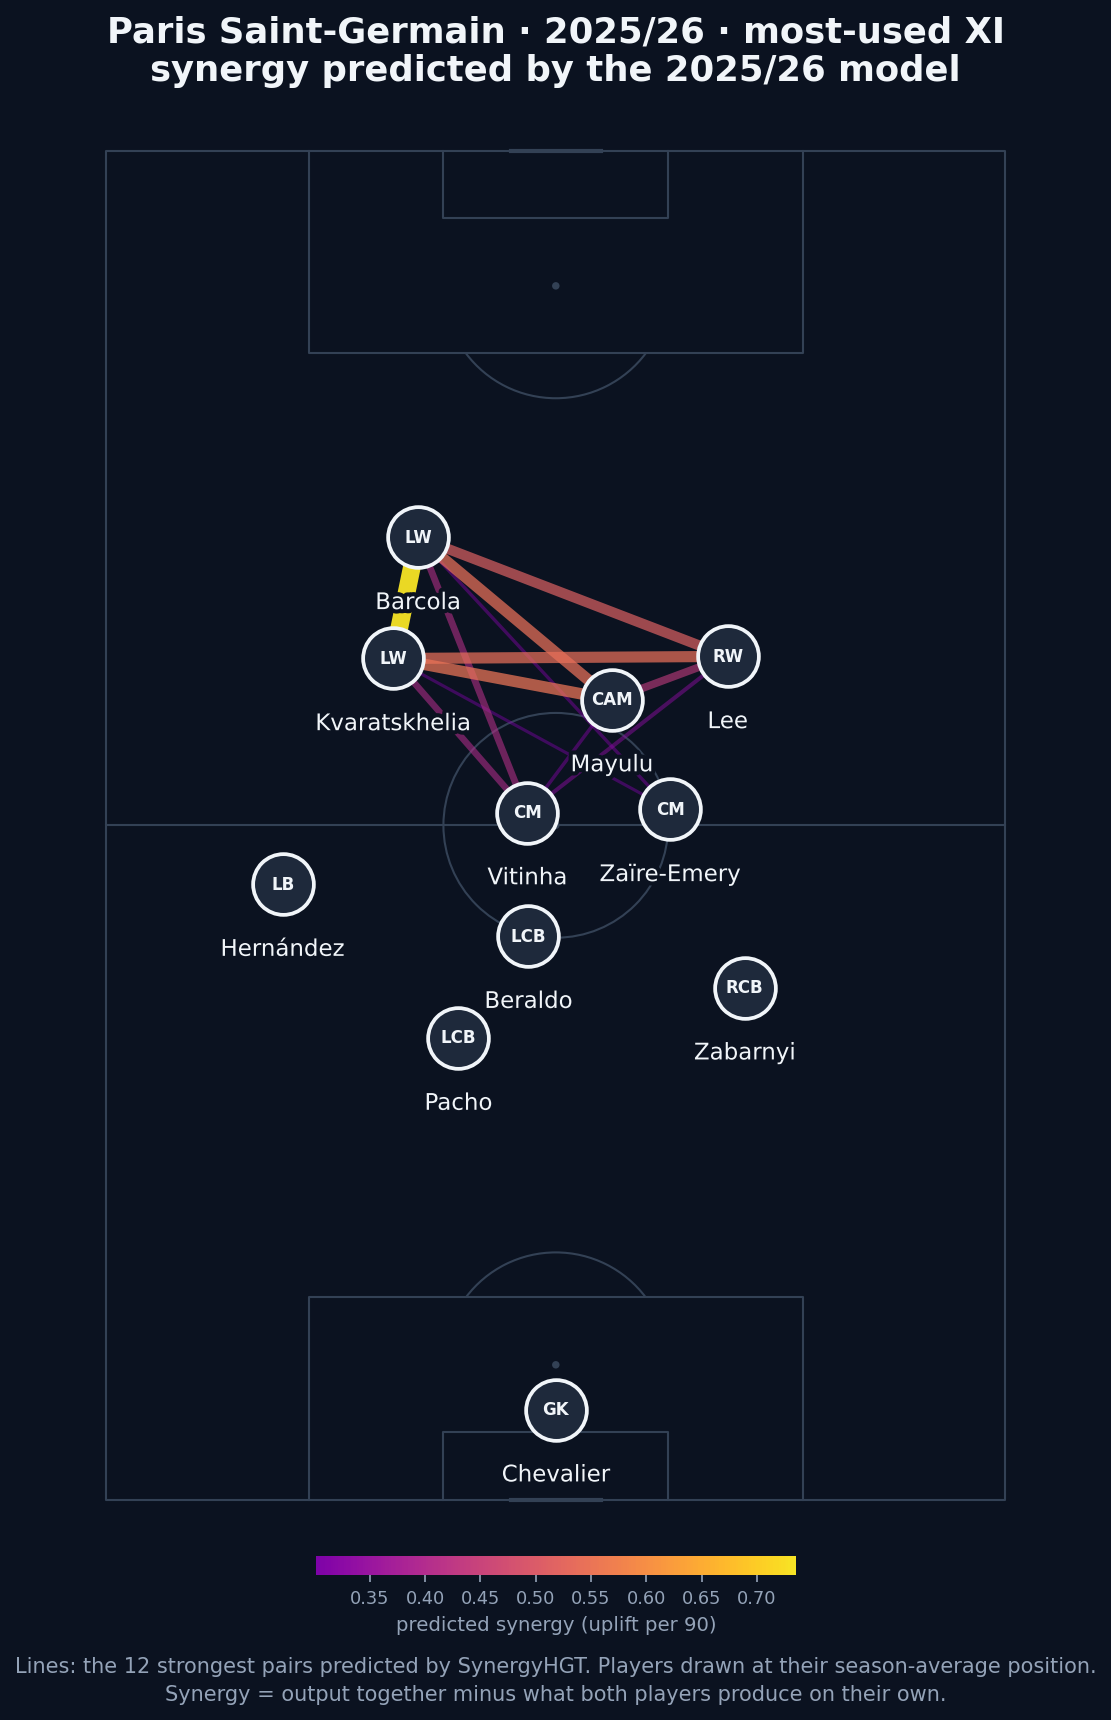 Paris Saint-Germain · 2025/26 · most-used XI
synergy predicted by the 2025/26 model
LW
Barcola
LW
Kvaratskhelia
RW
Lee
CAM
Mayulu
CM
Vitinha
CM
Zaïre-Emery
LB
Hernández
LCB
Beraldo
RCB
Zabarnyi
LCB
Pacho
GK
Chevalier
0.35 0.40 0.45 0.50 0.55 0.60 0.65 0.70
predicted synergy (uplift per 90)
Lines: the 12 strongest pairs predicted by SynergyHGT. Players drawn at their season-average position.
Synergy = output together minus what both players produce on their own.